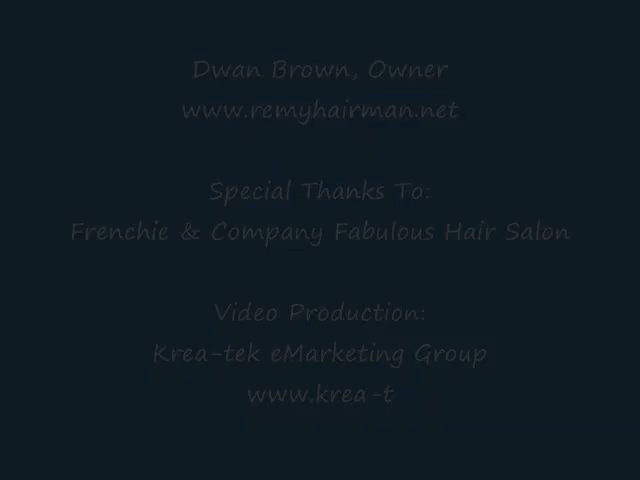 Dwan Brown, Owner
www.remyhairman.net
Special Thanks To:
Frenchie & Company Fabulous Hair Salon
Video Production:
Krea-tek eMarketing Group
www.krea-t